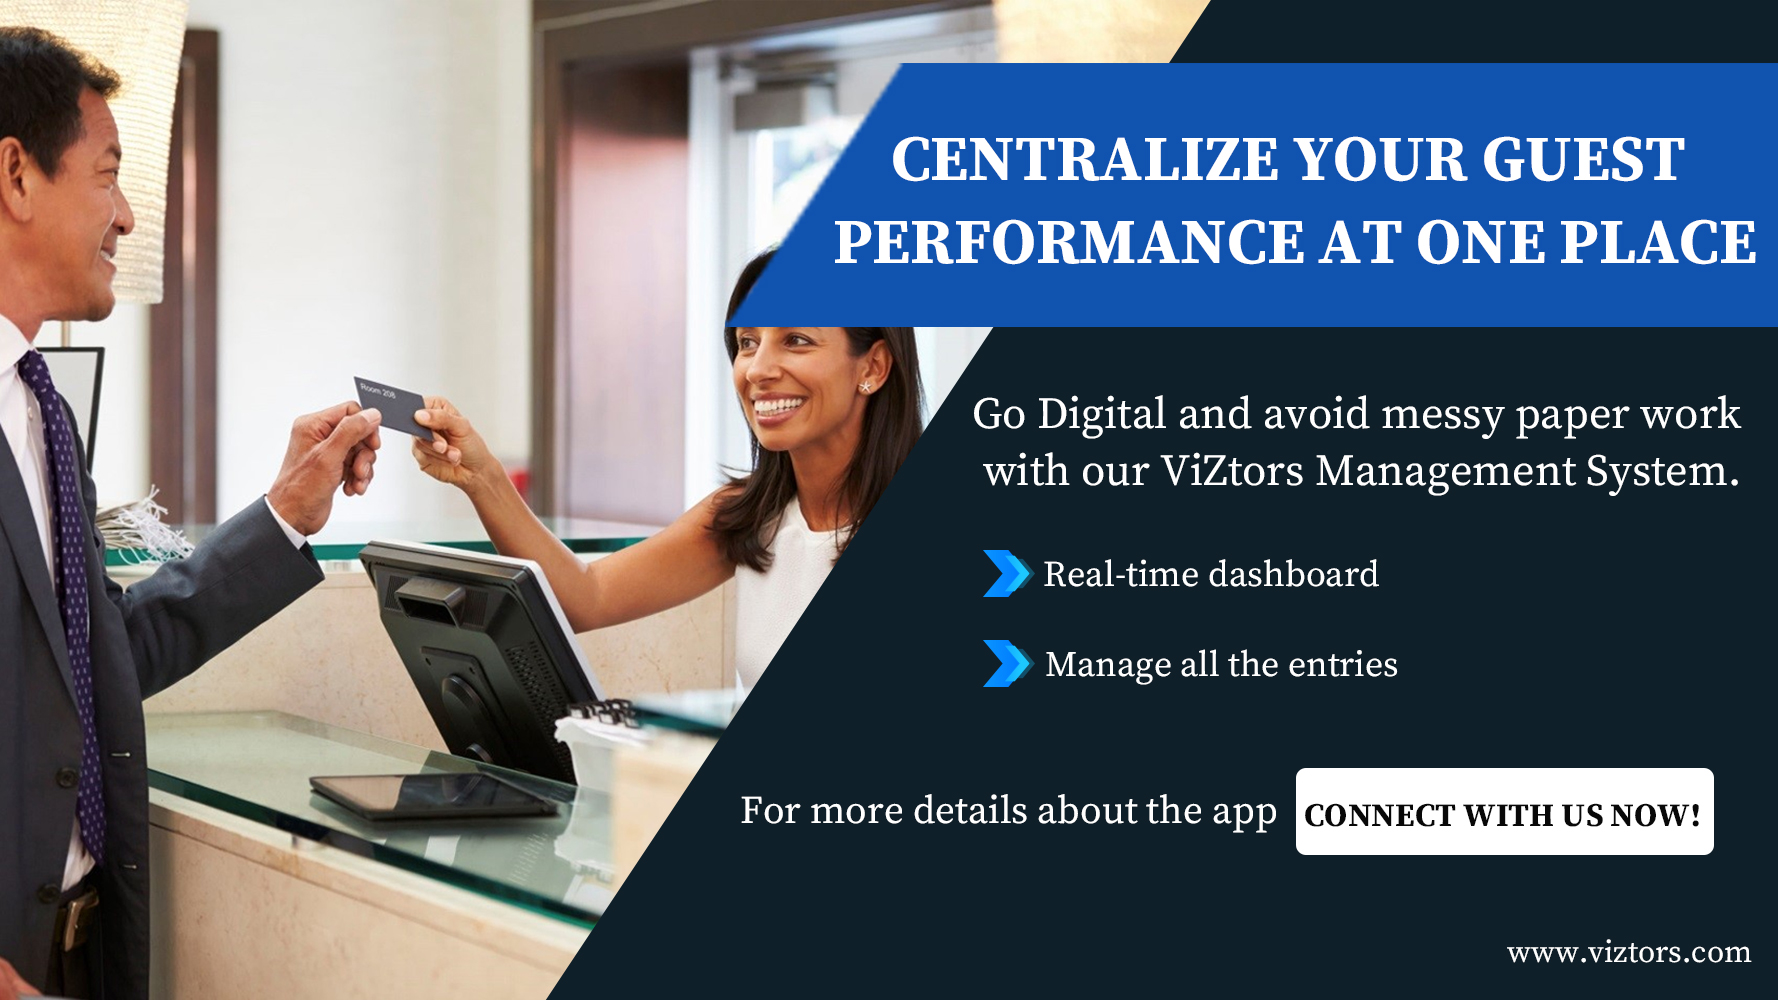 Room 208
CENTRALIZE YOUR GUEST
PERFORMANCE AT ONE PLACE
Go Digital and avoid messy paper work
with our ViZtors Management System.
Real-time dashboard
Manage all the entries
For more details about the app
CONNECT WITH US NOW!
www.viztors.com